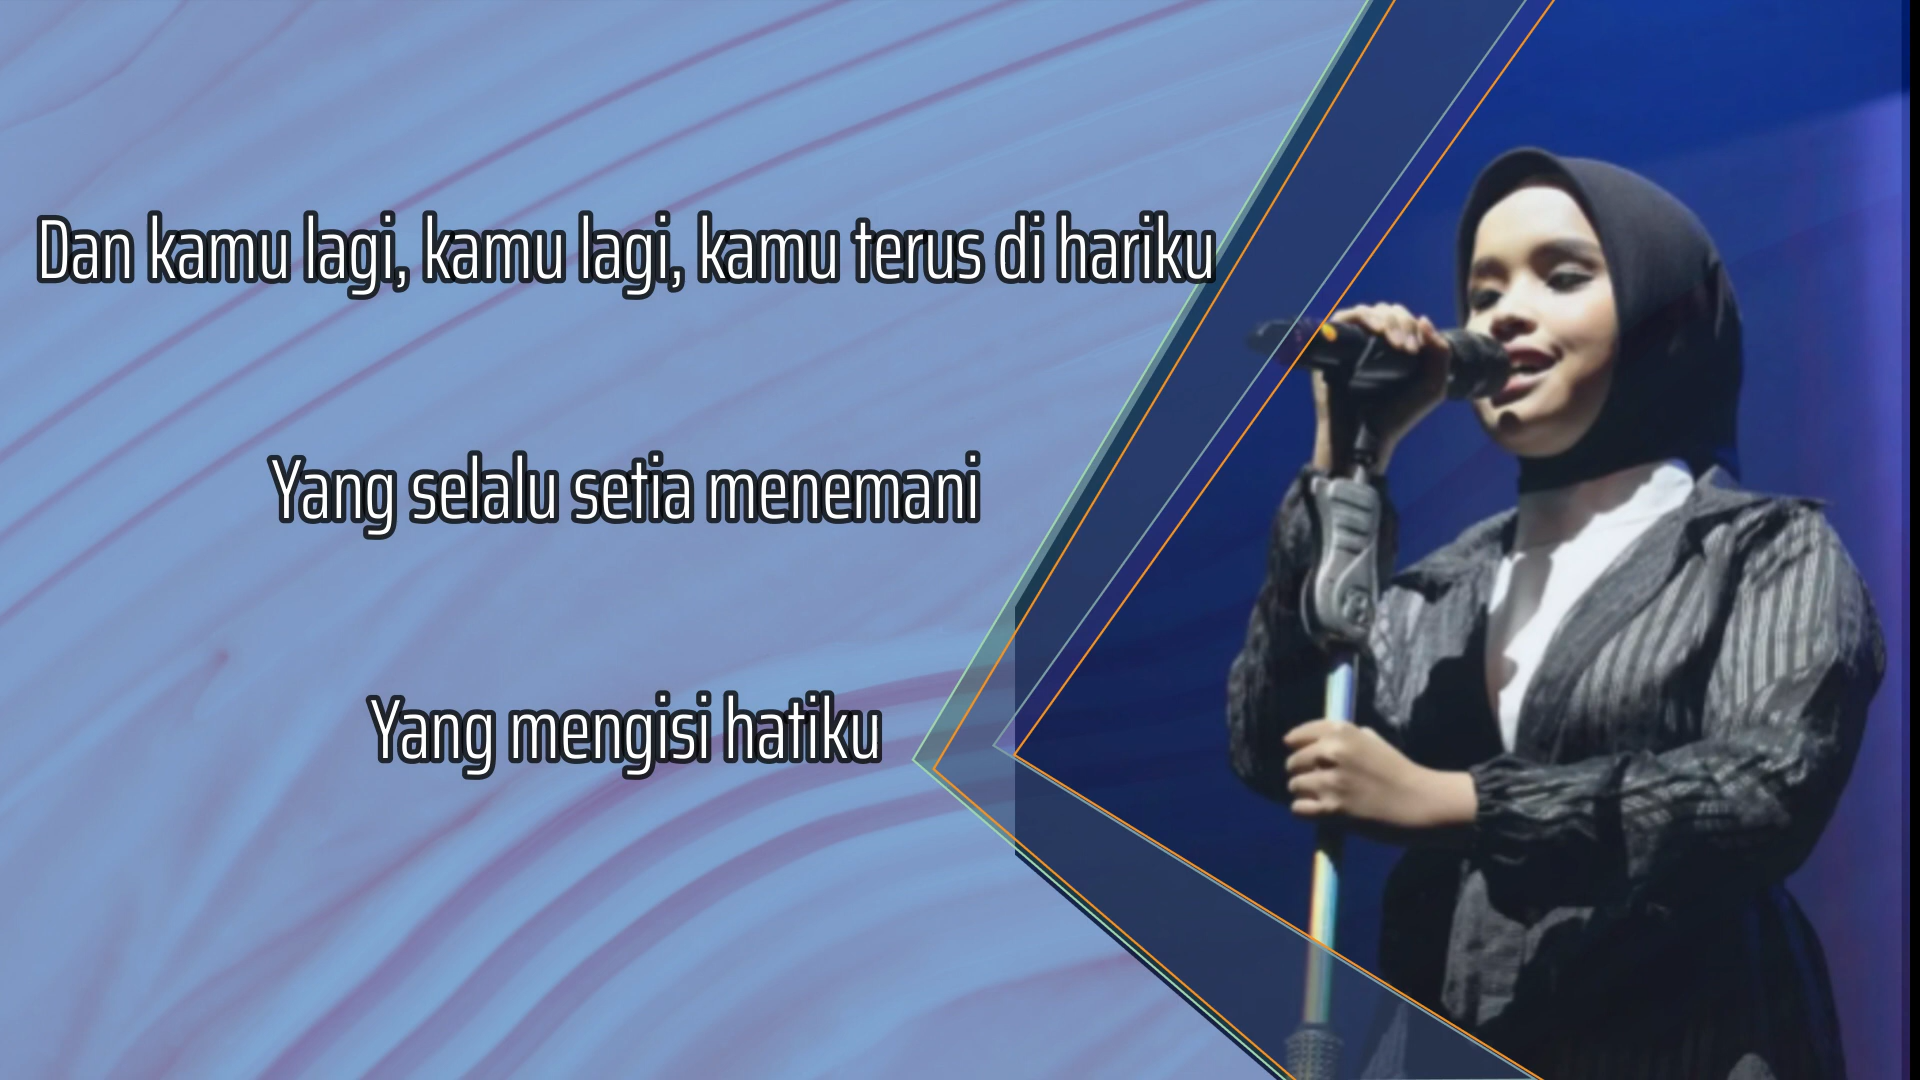 Dan kamu lagi, kamu lagi, kamu terus di hariku
Yang selalu setia menemani
Yang mengisi hatiku